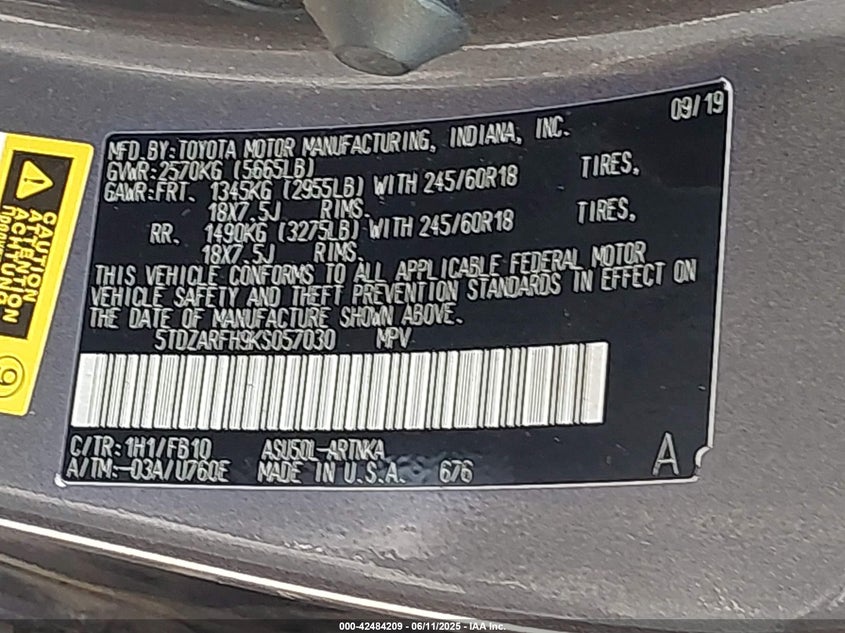 09/19
MFD.BY:TOYOTA MOTOR MANUFACTURING, INDIANA, INC.
GVWR:2570KG (5665LB)
GAWR:FRT. 1345KG (2955LB) WITH 245/60R18 TIRES,
18X7.5J RIMS.
RR. 1490KG (3275LB) WITH 245/60R18 TIRES,
18X7.5J RIMS.
THIS VEHICLE CONFORMS TO ALL APPLICABLE FEDERAL MOTOR
VEHICLE SAFETY AND THEFT PREVENTION STANDARDS IN EFFECT ON
THE DATE OF MANUFACTURE SHOWN ABOVE.
5TDZARFH9KS057030 MPV
C/TR:1H1/FB10 ASU50L-ARTNKA
A/TM:-03A/U760E MADE IN U.S.A. 676
A
CAUTION
ATTENTION
ACHTUNG
000-42484209 - 06/11/2025 - IAA Inc.